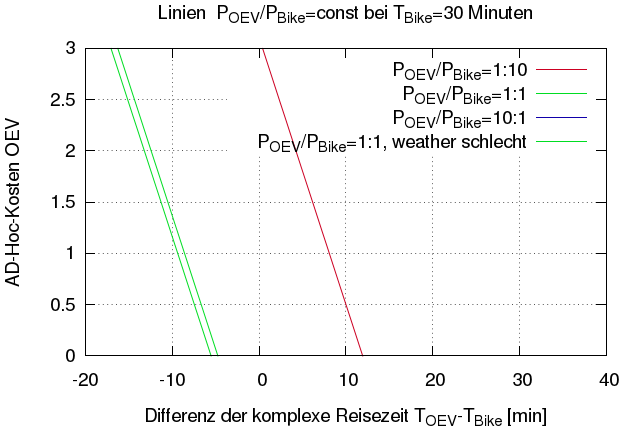 Linien P_OEV/P_Bike=const bei T_Bike=30 Minuten
AD-Hoc-Kosten OEV
3
2.5
2
1.5
1
0.5
0
P_OEV/P_Bike=1:10
P_OEV/P_Bike=1:1
P_OEV/P_Bike=10:1
P_OEV/P_Bike=1:1, weather schlecht
-20 -10 0 10 20 30 40
Differenz der komplexe Reisezeit T_OEV-T_Bike [min]